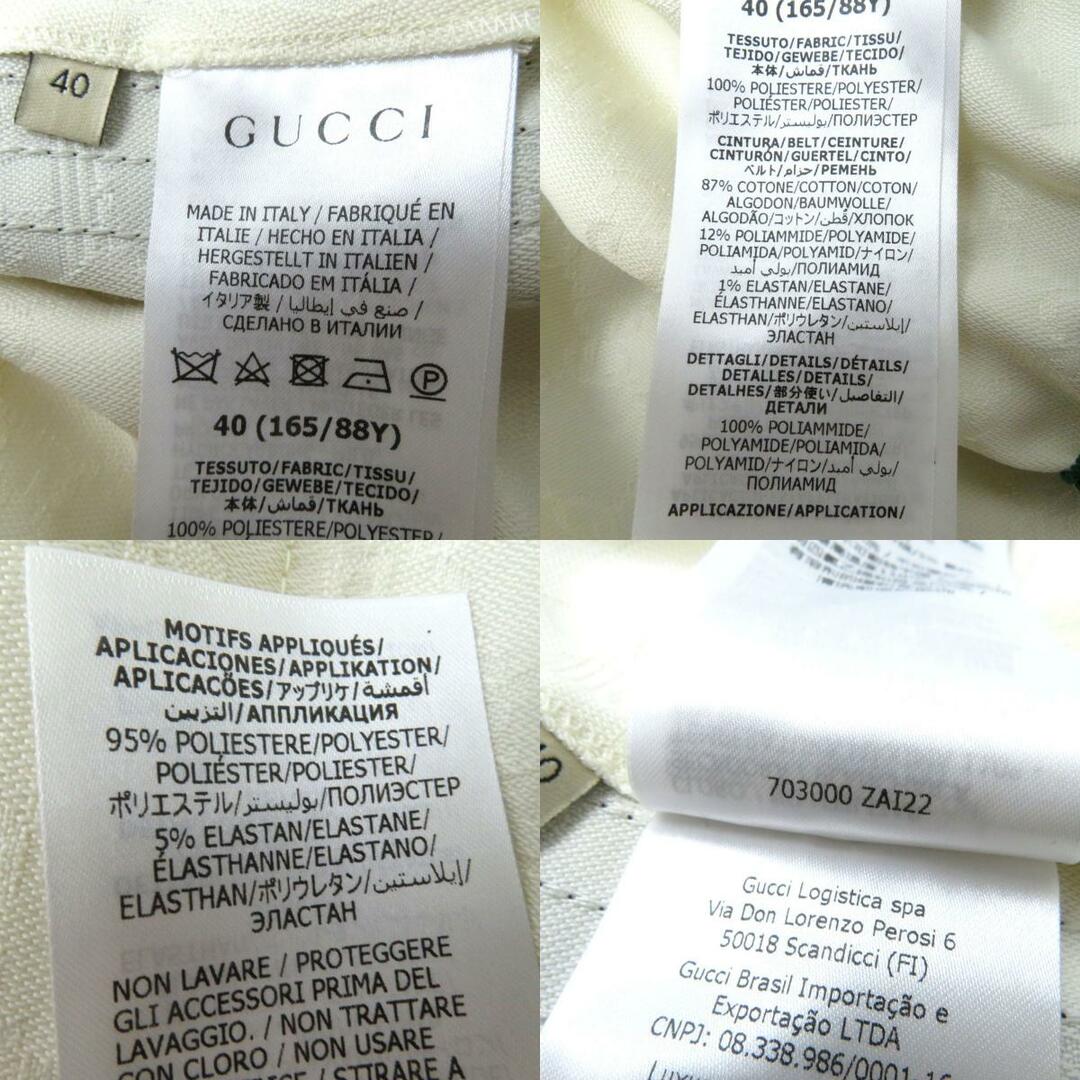 40
GUCCI
MADE IN ITALY / FABRIQUÉ EN
ITALIE / HECHO EN ITALIA /
HERGESTELLT IN ITALIEN /
FABRICADO EM ITÁLIA /
イタリア製 / صنع في إيطاليا /
СДЕЛАНО В ИТАЛИИ
P
40 (165/88Y)
TESSUTO/FABRIC/TISSU/
TEJIDO/GEWEBE/TECIDO/
本体/قماش/ТКАНЬ
100% POLIESTERE/POLYESTER/
40 (165/88Y)
TESSUTO/FABRIC/TISSU/
TEJIDO/GEWEBE/TECIDO/
本体/قماش/ТКАНЬ
100% POLIESTERE/POLYESTER/
POLIÉSTER/POLIESTER/
ポリエステル/بوليستر/ПОЛИЭСТЕР
CINTURA/BELT/CEINTURE/
CINTURÓN/GUERTEL/CINTO/
ベルト/حزام/РЕМЕНЬ
87% COTONE/COTTON/COTON/
ALGODON/BAUMWOLLE/
ALGODÃO/コットン/قطن/ХЛОПОК
12% POLIAMMIDE/POLYAMIDE/
POLIAMIDA/POLYAMID/ナイロン/
بولي أميد/ПОЛИАМИД
1% ELASTAN/ELASTANE/
ÉLASTHANNE/ELASTANO/
ELASTHAN/ポリウレタン/إيلاستين/
ЭЛАСТАН
DETTAGLI/DETAILS/DÉTAILS/
DETALLES/DETAILS/
DETALHES/部分使い/التفاصيل/
ДЕТАЛИ
100% POLIAMMIDE/
POLYAMIDE/POLIAMIDA/
POLYAMID/ナイロン/بولي أميد/
ПОЛИАМИД
APPLICAZIONE/APPLICATION/
MOTIFS APPLIQUÉS/
APLICACIONES/APPLIKATION/
APLICACÕES/アップリケ/أقمشة
التزيين/АППЛИКАЦИЯ
95% POLIESTERE/POLYESTER/
POLIÉSTER/POLIESTER/
ポリエステル/بوليستر/ПОЛИЭСТЕР
5% ELASTAN/ELASTANE/
ÉLASTHANNE/ELASTANO/
ELASTHAN/ポリウレタン/إيلاستين/
ЭЛАСТАН
NON LAVARE / PROTEGGERE
GLI ACCESSORI PRIMA DEL
LAVAGGIO. / NON TRATTARE
CON CLORO / NON USARE
/ STIRARE A
703000 ZAI22
Gucci Logistica spa
Via Don Lorenzo Perosi 6
50018 Scandicci (FI)
Gucci Brasil Importação e
Exportação LTDA
CNPJ: 08.338.986/0001-16